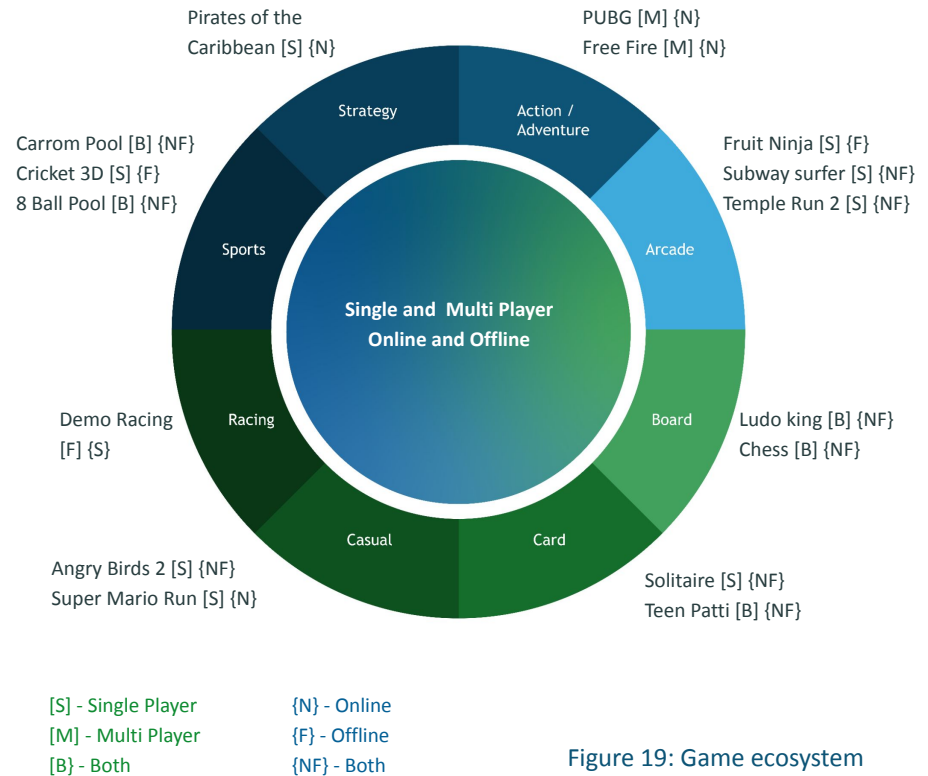 Pirates of the
Caribbean [S] {N}
PUBG [M] {N}
Free Fire [M] {N}
Strategy
Action /
Adventure
Carrom Pool [B] {NF}
Cricket 3D [S] {F}
8 Ball Pool [B] {NF}
Fruit Ninja [S] {F}
Subway surfer [S] {NF}
Temple Run 2 [S] {NF}
Sports
Arcade
Single and Multi Player
Online and Offline
Demo Racing
[F] {S}
Racing
Board
Ludo king [B] {NF}
Chess [B] {NF}
Casual
Card
Angry Birds 2 [S] {NF}
Super Mario Run [S] {N}
Solitaire [S] {NF}
Teen Patti [B] {NF}
[S] - Single Player
[M] - Multi Player
[B} - Both
{N} - Online
{F} - Offline
{NF} - Both
Figure 19: Game ecosystem